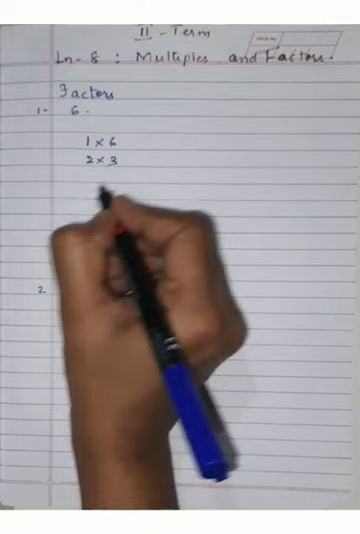 II - Term
Ln - 8 : Multiples and Factors.
Factors
1- 6.
1 x 6
2 x 3
2